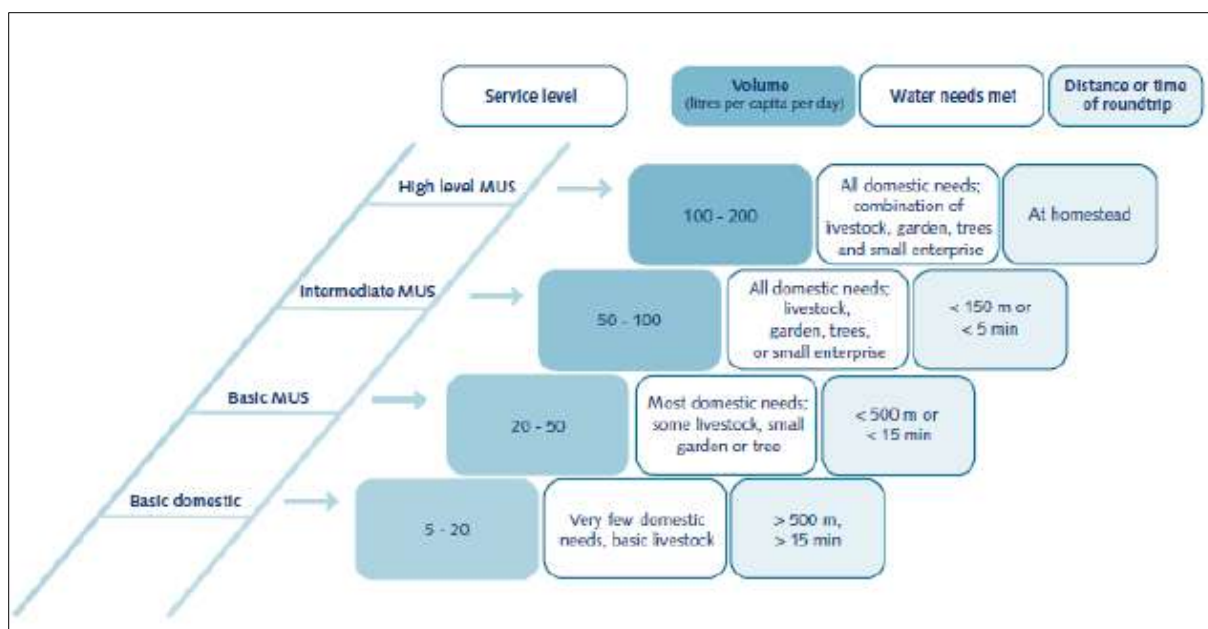 Service level
Volume
(litres per capita per day)
Water needs met
Distance or time
of roundtrip
High level MUS
100 - 200
All domestic needs;
combination of
livestock, garden, trees
and small enterprise
At homestead
Intermediate MUS
50 - 100
All domestic needs;
livestock,
garden, trees,
or small enterprise
< 150 m or
< 5 min
Basic MUS
20 - 50
Most domestic needs;
some livestock, small
garden or tree
< 500 m or
< 15 min
Basic domestic
5 - 20
Very few domestic
needs, basic livestock
> 500 m,
> 15 min